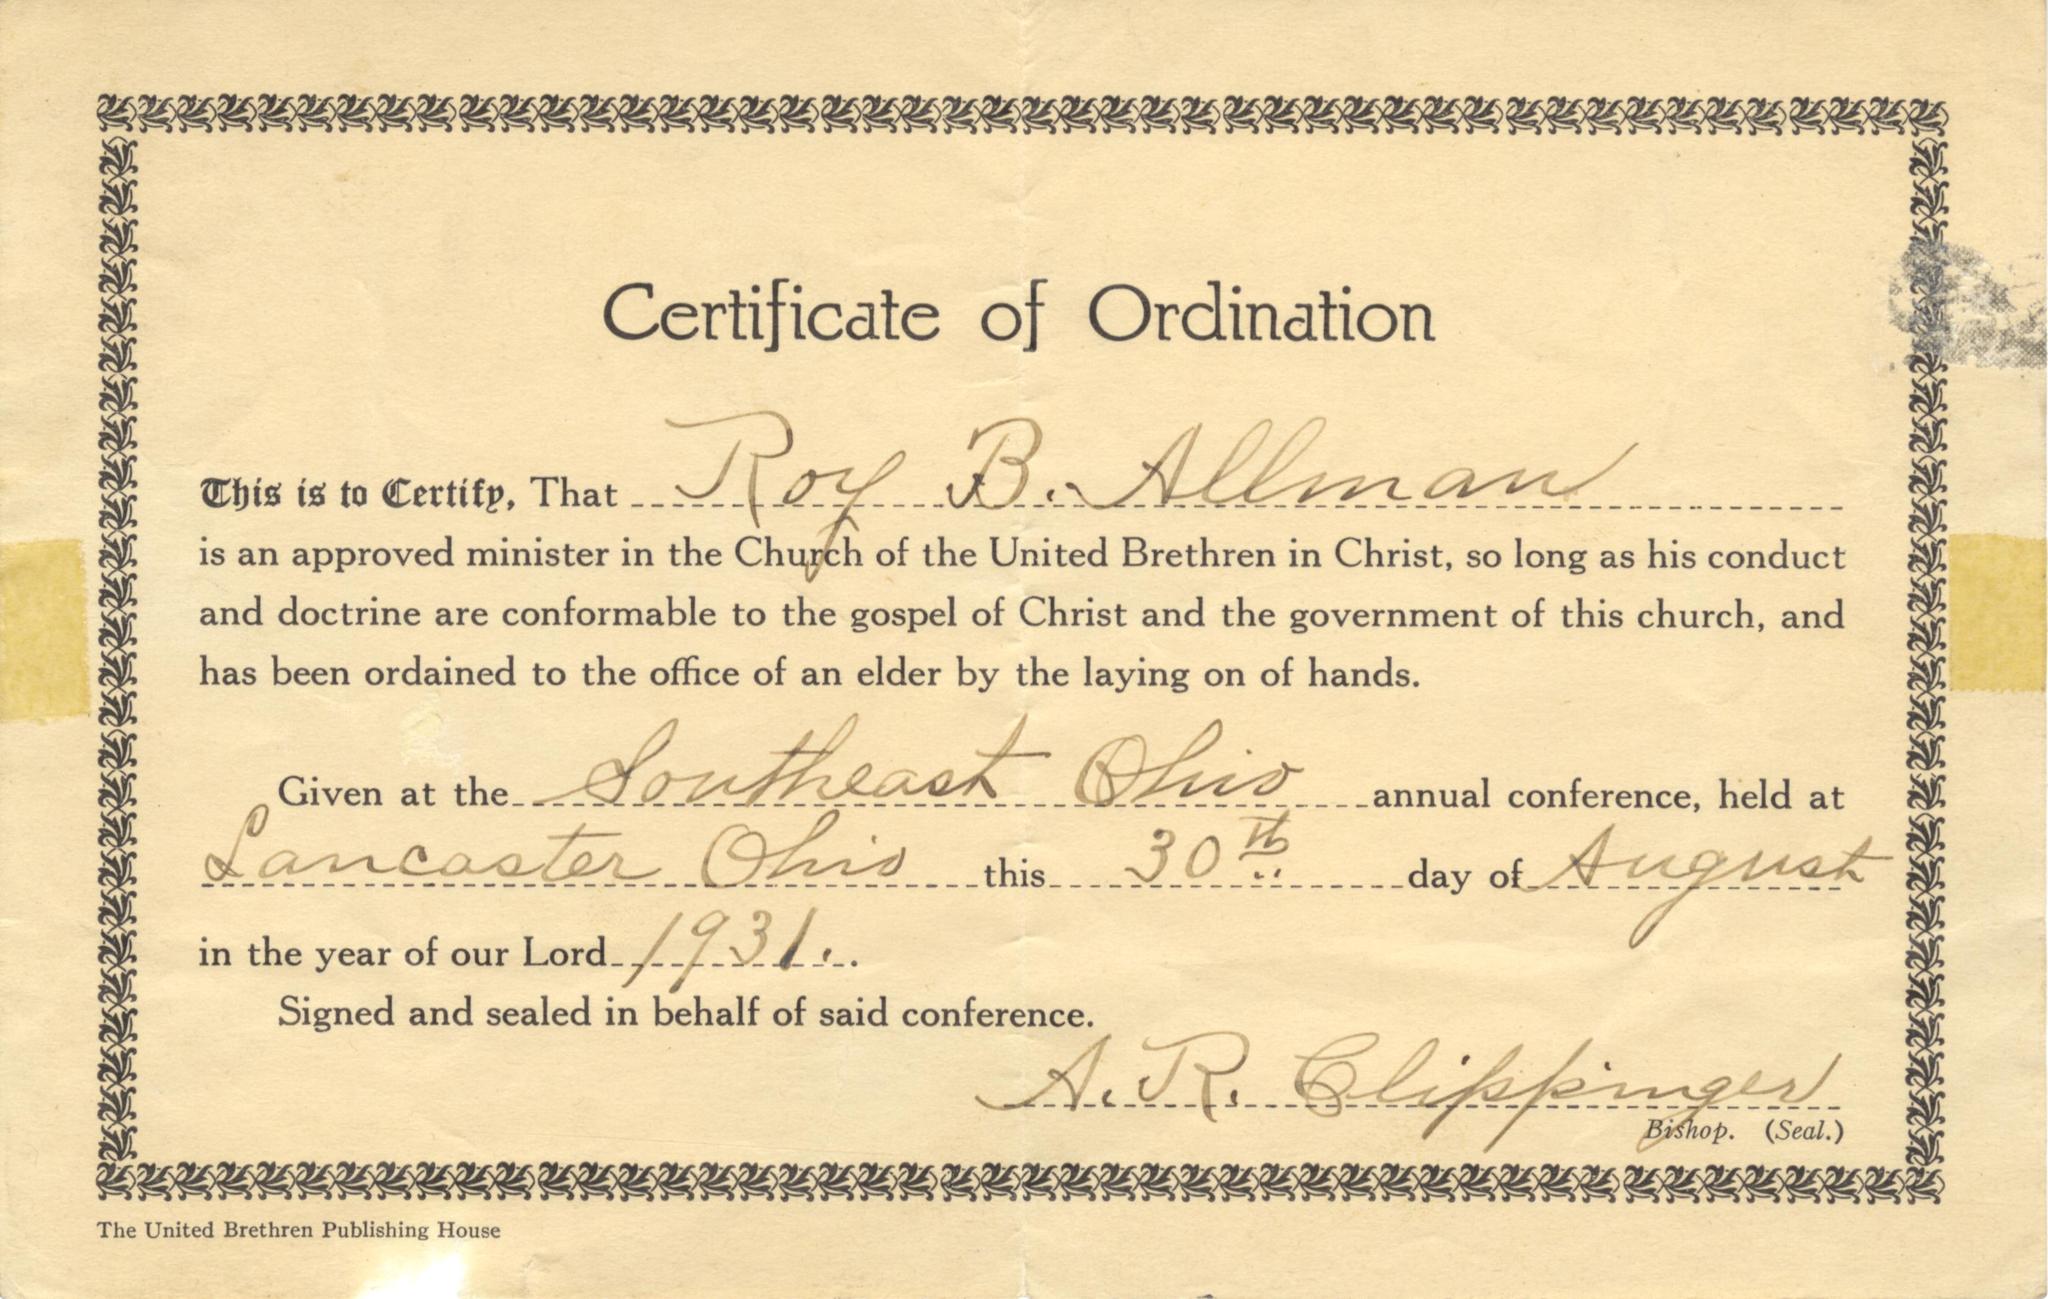 Certificate of Ordination
This is to Certify, That Roy B. Allman
is an approved minister in the Church of the United Brethren in Christ, so long as his conduct
and doctrine are conformable to the gospel of Christ and the government of this church, and
has been ordained to the office of an elder by the laying on of hands.
Given at the Southeast Ohio annual conference, held at
Lancaster Ohio this 30th day of August
in the year of our Lord 1931.
Signed and sealed in behalf of said conference.
A. R. Clippinger
Bishop. (Seal.)
The United Brethren Publishing House